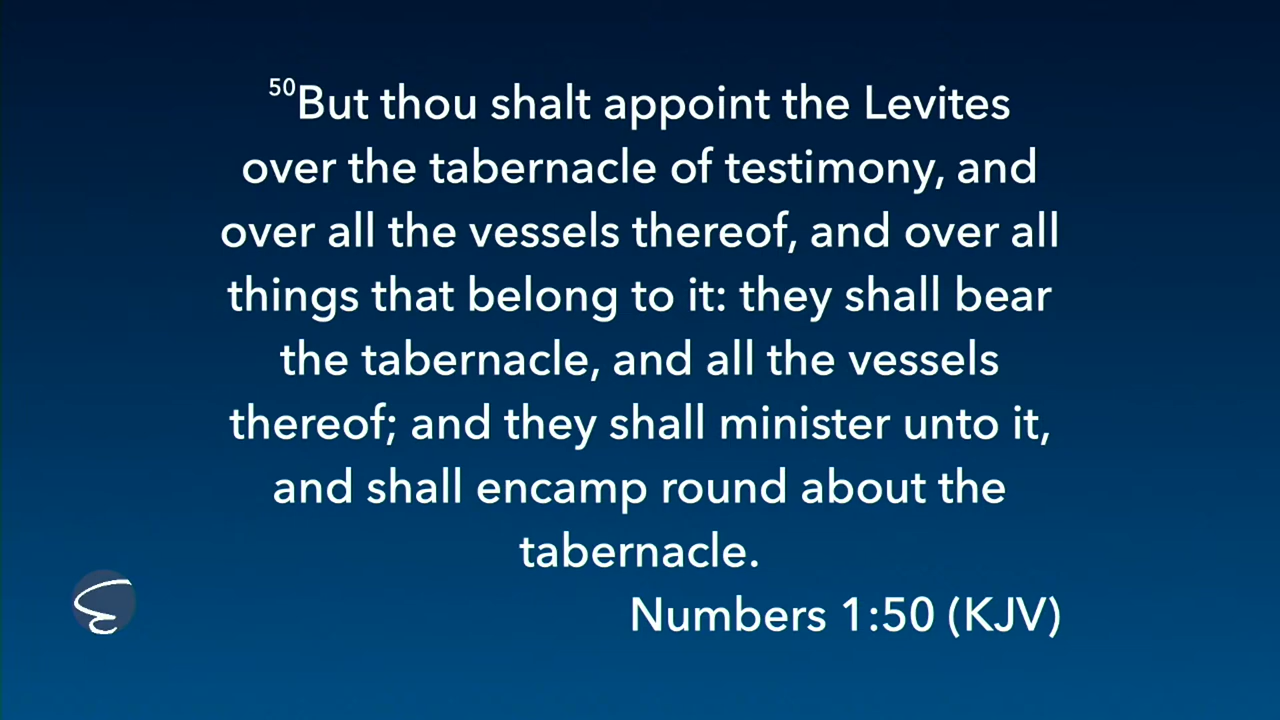 50But thou shalt appoint the Levites
over the tabernacle of testimony, and
over all the vessels thereof, and over all
things that belong to it: they shall bear
the tabernacle, and all the vessels
thereof; and they shall minister unto it,
and shall encamp round about the
tabernacle.
Numbers 1:50 (KJV)